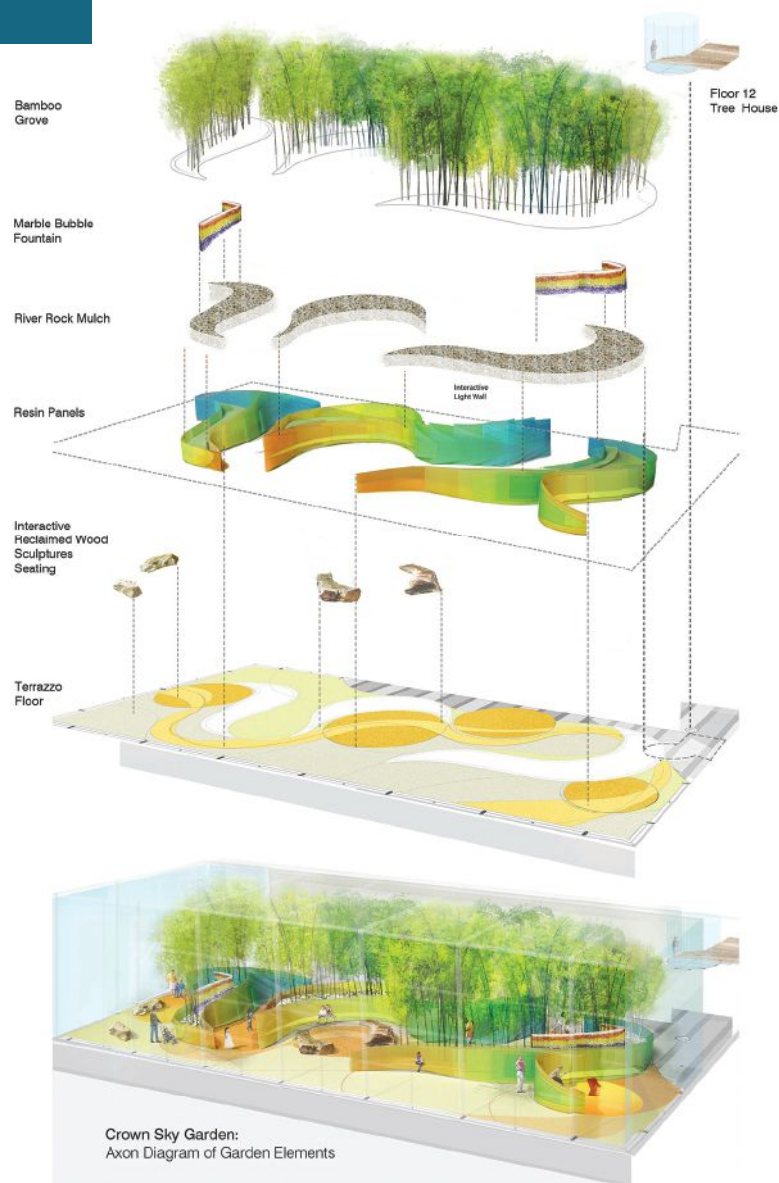 Bamboo
Grove
Floor 12
Tree House
Marble Bubble
Fountain
River Rock Mulch
Interactive
Light Wall
Resin Panels
Interactive
Reclaimed Wood
Sculptures
Seating
Terrazzo
Floor
Crown Sky Garden:
Axon Diagram of Garden Elements